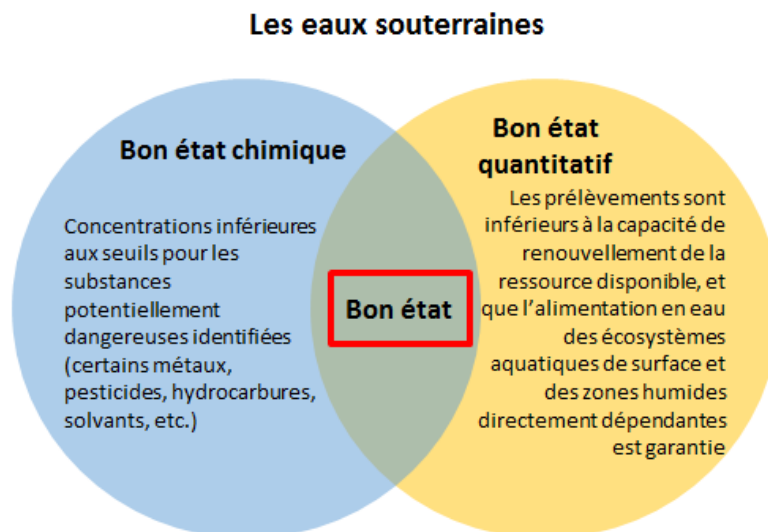 Les eaux souterraines
Bon état chimique
Concentrations inférieures
aux seuils pour les
substances
potentiellement
dangereuses identifiées
(certains métaux,
pesticides, hydrocarbures,
solvants, etc.)
Bon état
Bon état
quantitatif
Les prélèvements sont
inférieurs à la capacité de
renouvellement de la
ressource disponible, et
que l'alimentation en eau
des écosystèmes
aquatiques de surface et
des zones humides
directement dépendantes
est garantie